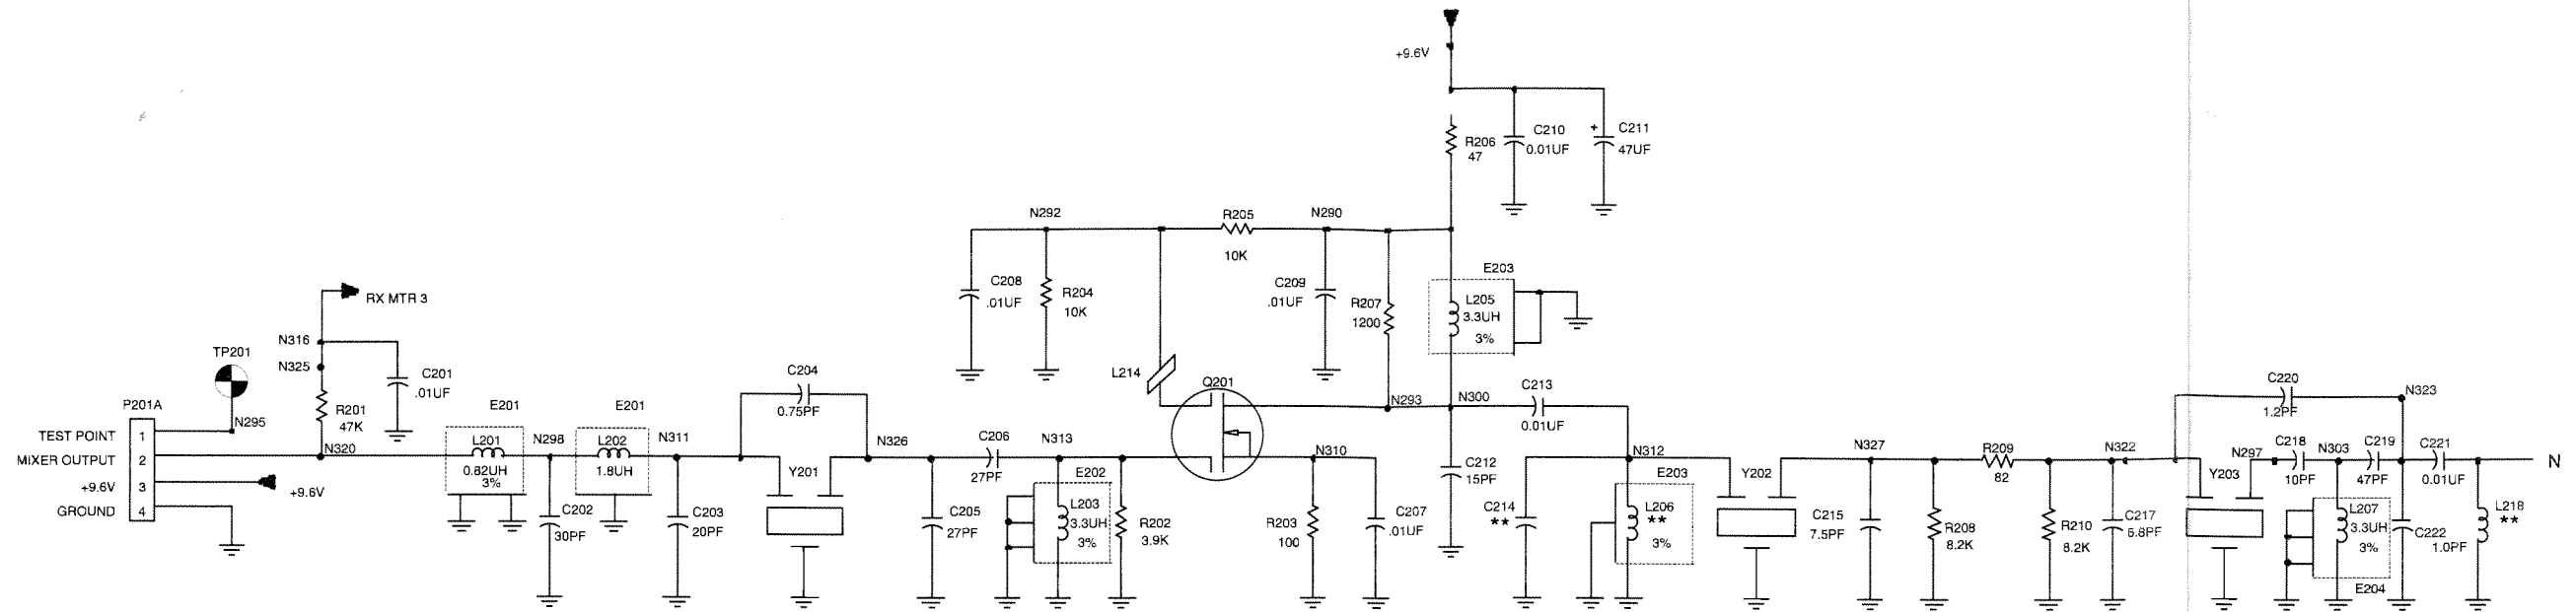 +9.6V
R206
47
C210
0.01UF
+
C211
47UF
N292
R205
10K
N290
C208
.01UF
R204
10K
C209
.01UF
R207
1200
E203
L205
3.3UH
3%
RX MTR 3
N316
N325
C201
.01UF
TP201
N295
R201
47K
N320
P201A
TEST POINT
1
MIXER OUTPUT
2
+9.6V
3
GROUND
4
+9.6V
E201
L201
0.82UH
3%
N298
C202
30PF
E201
L202
1.8UH
N311
C203
20PF
C204
0.75PF
Y201
N326
C205
27PF
C206
27PF
N313
E202
L203
3.3UH
3%
R202
3.9K
L214
Q201
N310
R203
100
C207
.01UF
N293
N300
C213
0.01UF
C212
15PF
N312
C214
**
E203
L206
**
3%
Y202
N327
C215
7.5PF
R208
8.2K
R209
82
R210
8.2K
N322
C217
6.8PF
C220
1.2PF
N323
Y203
N297
C218
10PF
N303
C219
47PF
C221
0.01UF
L207
3.3UH
3%
E204
C222
1.0PF
L218
**
N